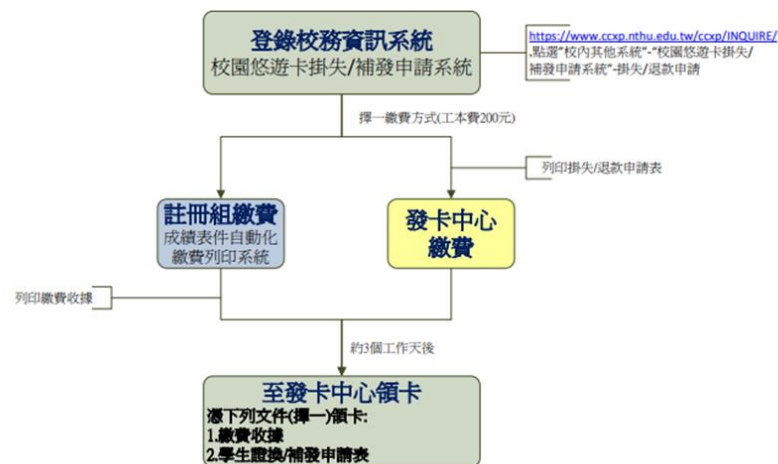 登錄校務資訊系統
校園悠遊卡掛失/補發申請系統
https://www.ccxp.nthu.edu.tw/ccxp/INQUIRE/
.點選"校內其他系統"-"校園悠遊卡掛失/
補發申請系統"-掛失/退款申請
擇一繳費方式(工本費200元)
列印掛失/退款申請表
註冊組繳費
成績表件自動化
繳費列印系統
發卡中心
繳費
列印繳費收據
約3個工作天後
至發卡中心領卡
憑下列文件(擇一)領卡:
1.繳費收據
2.學生證換/補發申請表